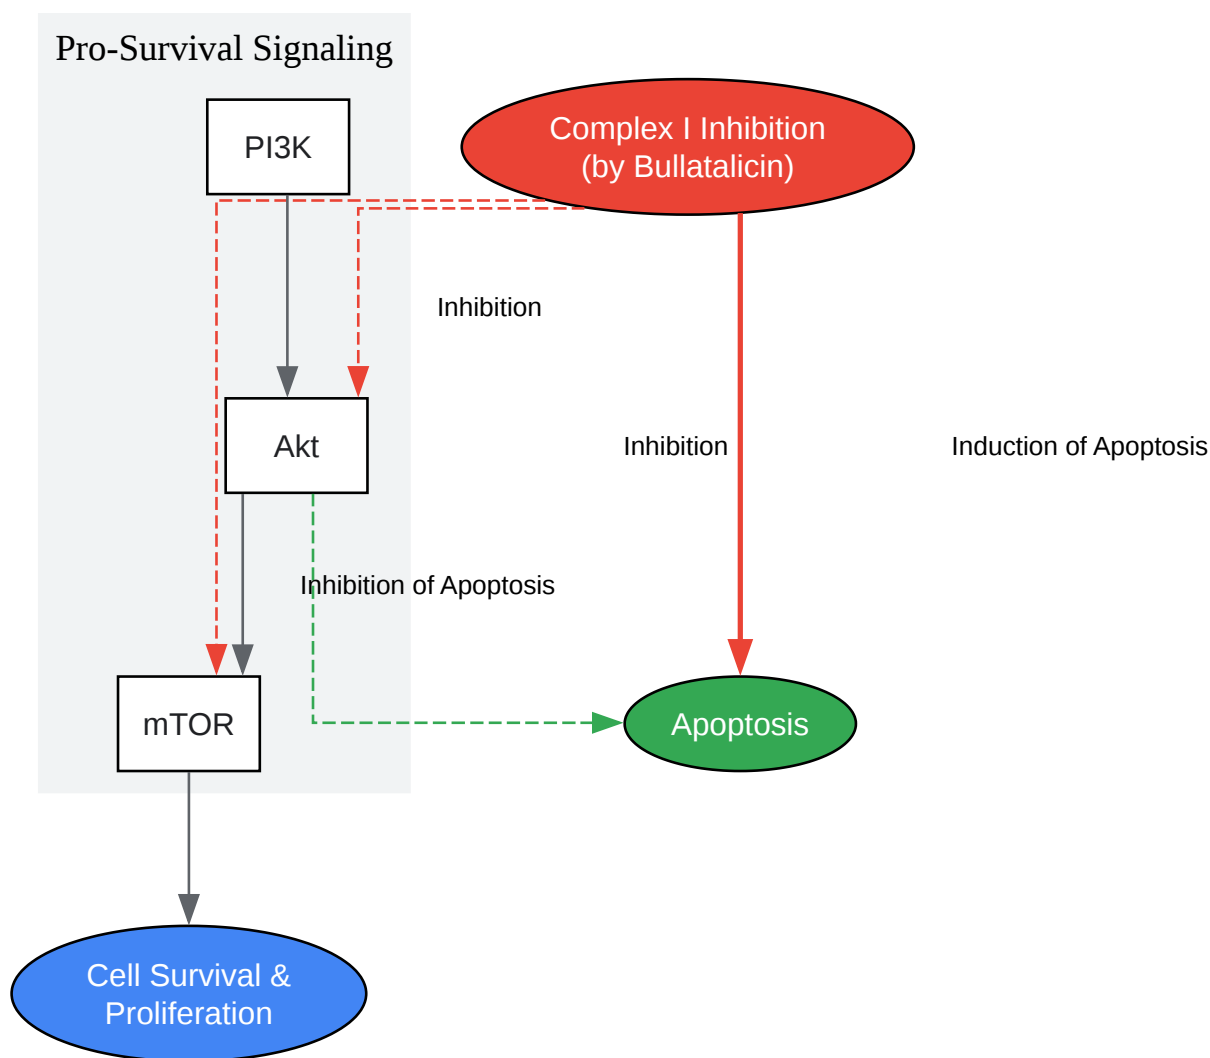 Pro-Survival Signaling
PI3K
Complex I Inhibition
(by Bullatalicin)
Inhibition
Akt
Inhibition
Induction of Apoptosis
Inhibition of Apoptosis
mTOR
Apoptosis
Cell Survival &
Proliferation